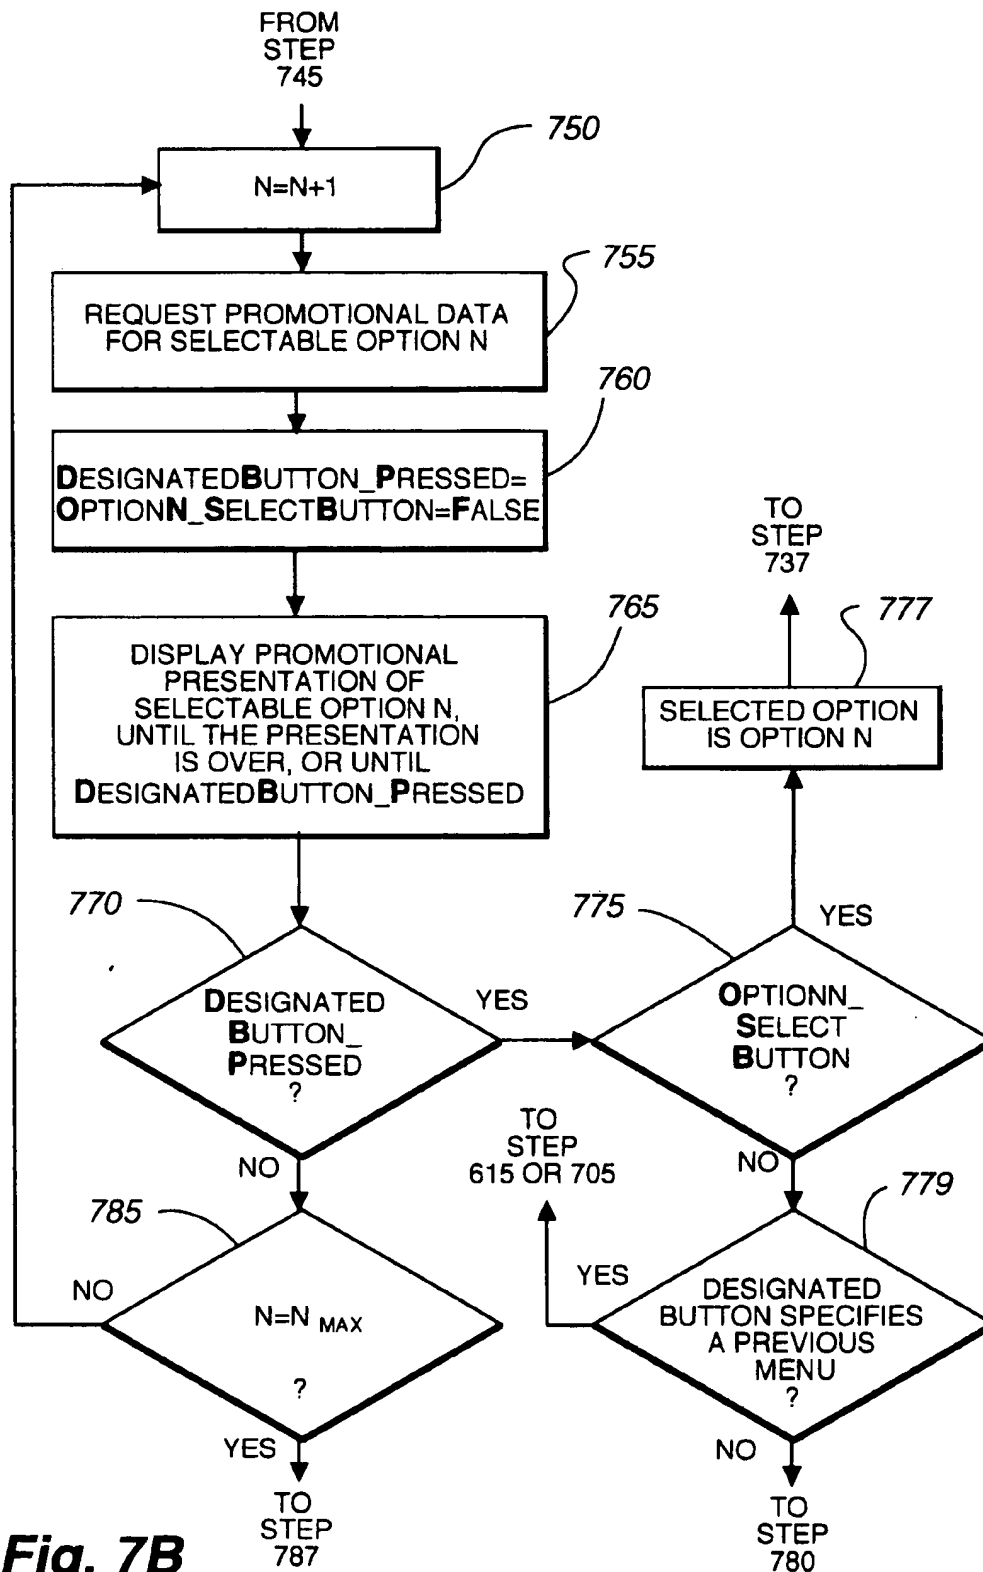 FROM
STEP
745
750
N=N+1
755
REQUEST PROMOTIONAL DATA
FOR SELECTABLE OPTION N
760
DESIGNATEDBUTTON_PRESSED=
OPTIONN_SELECTBUTTON=FALSE
TO
STEP
737
765
777
DISPLAY PROMOTIONAL
PRESENTATION OF
SELECTABLE OPTION N,
UNTIL THE PRESENTATION
IS OVER, OR UNTIL
DESIGNATEDBUTTON_PRESSED
SELECTED OPTION
IS OPTION N
770
775
YES
DESIGNATED
BUTTON_
PRESSED
?
YES
OPTIONN_
SELECT
BUTTON
?
NO
TO
STEP
615 OR 705
NO
785
779
NO
N=N MAX
?
YES
DESIGNATED
BUTTON SPECIFIES
A PREVIOUS
MENU
?
YES
NO
TO
STEP
787
TO
STEP
780
Fig. 7B